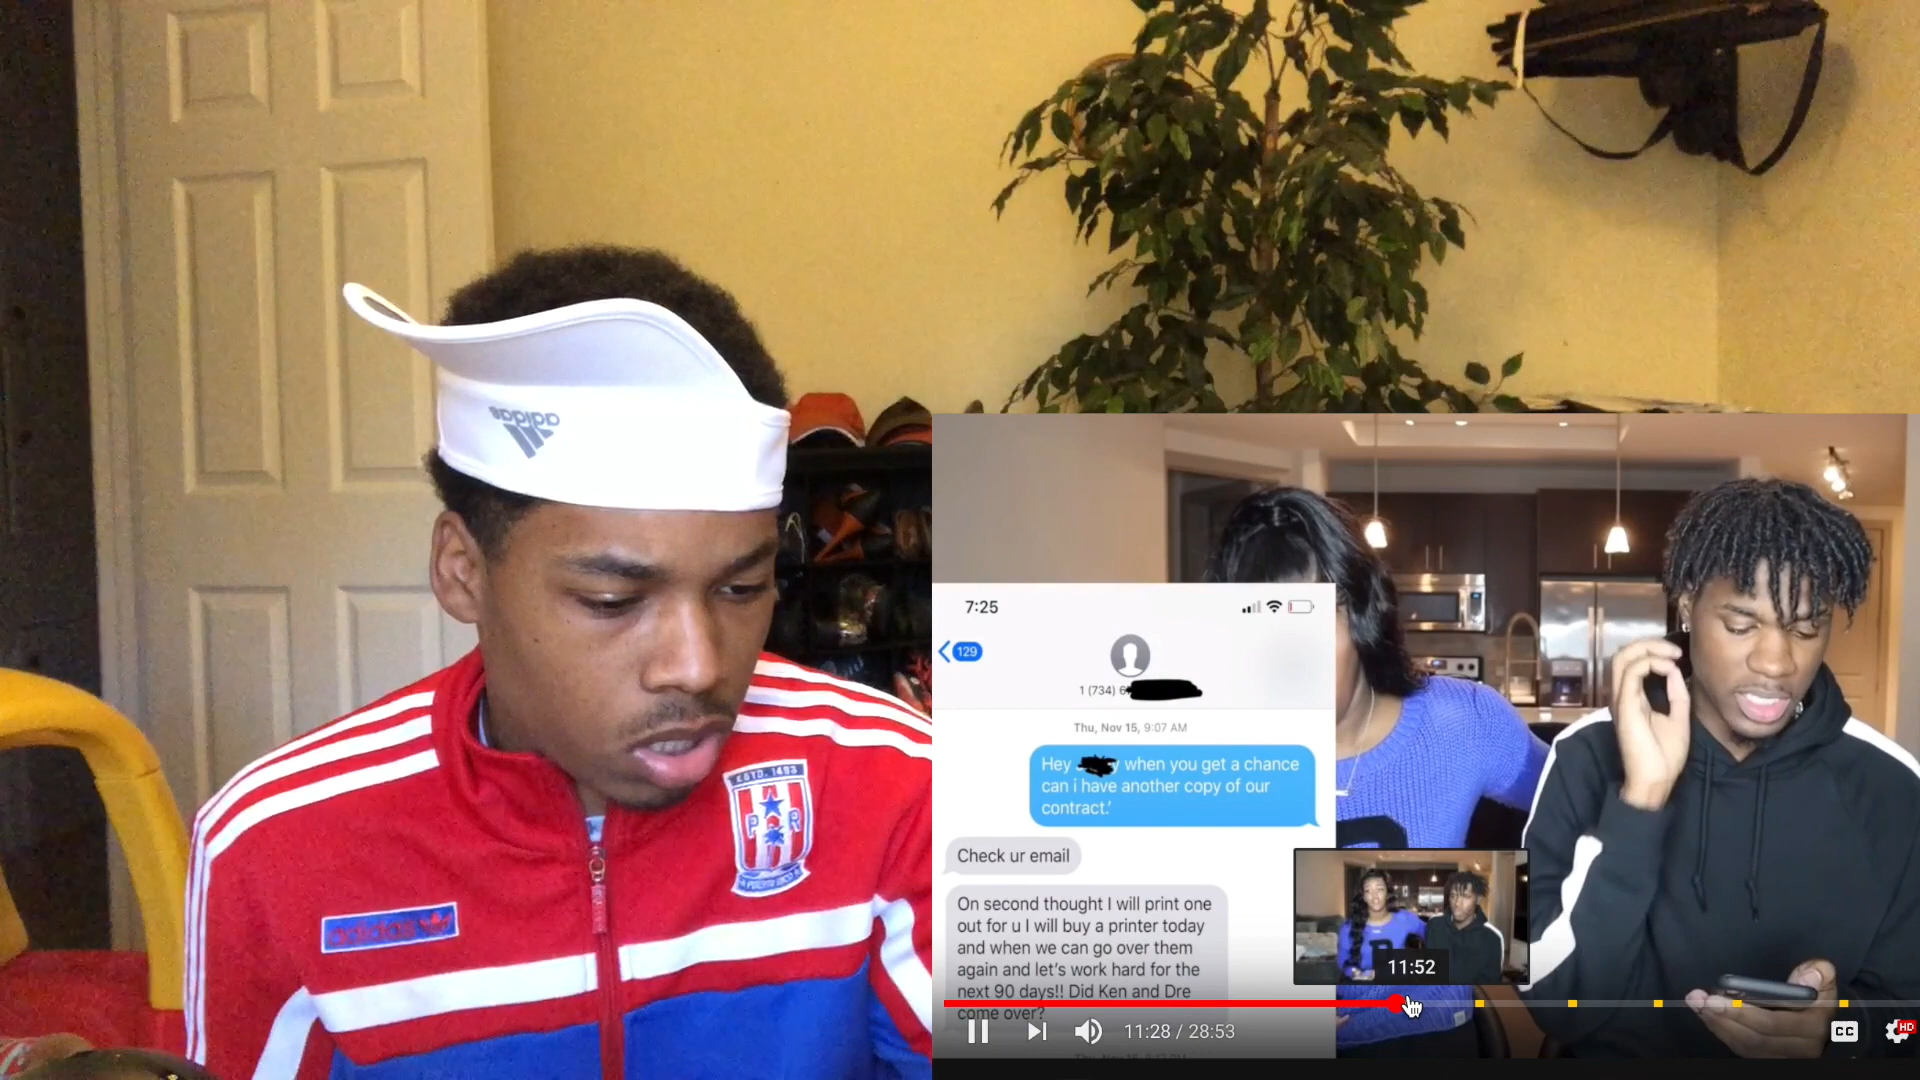 adidas
ESTD. 1493
P R
PUERTO RICO
adidas
7:25
129
1 (734) 6
Thu, Nov 15, 9:07 AM
Hey when you get a chance
can i have another copy of our
contract.'
Check ur email
On second thought I will print one
out for u I will buy a printer today
and when we can go over them
again and let's work hard for the
next 90 days!! Did Ken and Dre
come over?
11:52
11:28 / 28:53
CC
HD